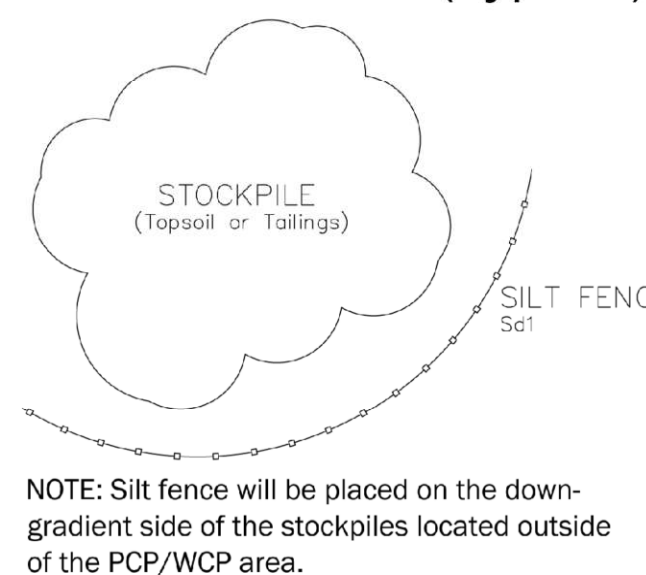 STOCKPILE
(Topsoil or Tailings)
SILT FENC
Sd1
NOTE: Silt fence will be placed on the down-
gradient side of the stockpiles located outside
of the PCP/WCP area.